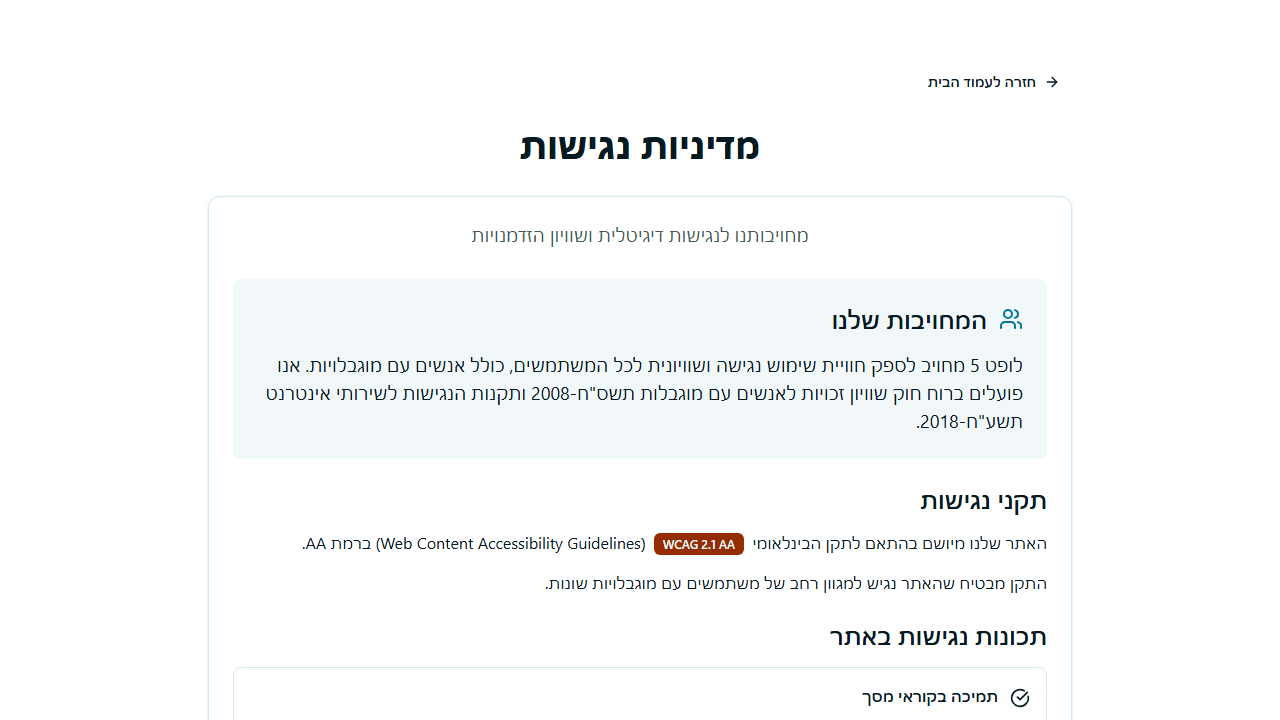 חזרה לעמוד הבית
מדיניות נגישות
מחויבותנו לנגישות דיגיטלית ושוויון הזדמנויות
המחויבות שלנו
לופט 5 מחויב לספק חוויית שימוש נגישה ושוויונית לכל המשתמשים, כולל אנשים עם מוגבלויות. אנו
פועלים ברוח חוק שוויון זכויות לאנשים עם מוגבלות תשס"ח-2008 ותקנות הנגישות לשירותי אינטרנט
תשע"ח-2018.
תקני נגישות
האתר שלנו מיושם בהתאם לתקן הבינלאומי WCAG 2.1 AA (Web Content Accessibility Guidelines) ברמת AA.
התקן מבטיח שהאתר נגיש למגוון רחב של משתמשים עם מוגבלויות שונות.
תכונות נגישות באתר
תמיכה בקוראי מסך